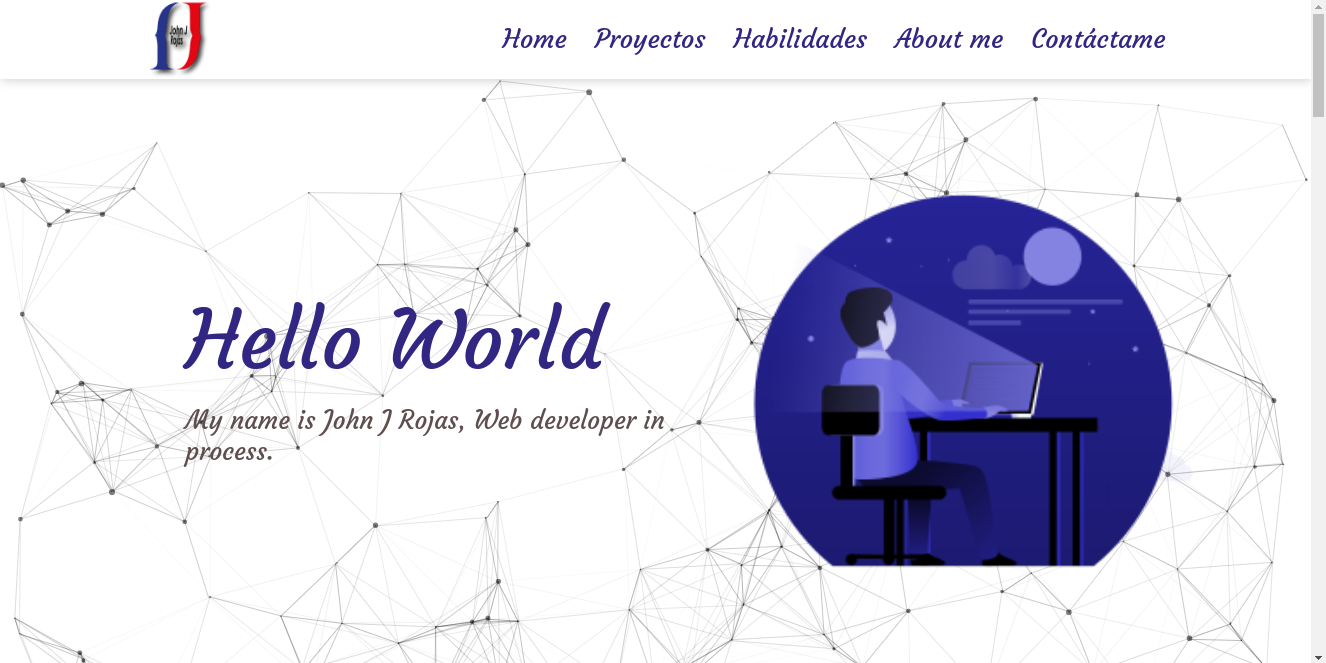 John J
Rojas
Home Proyectos Habilidades About me Contáctame
Hello World
My name is John J Rojas, Web developer in
process.